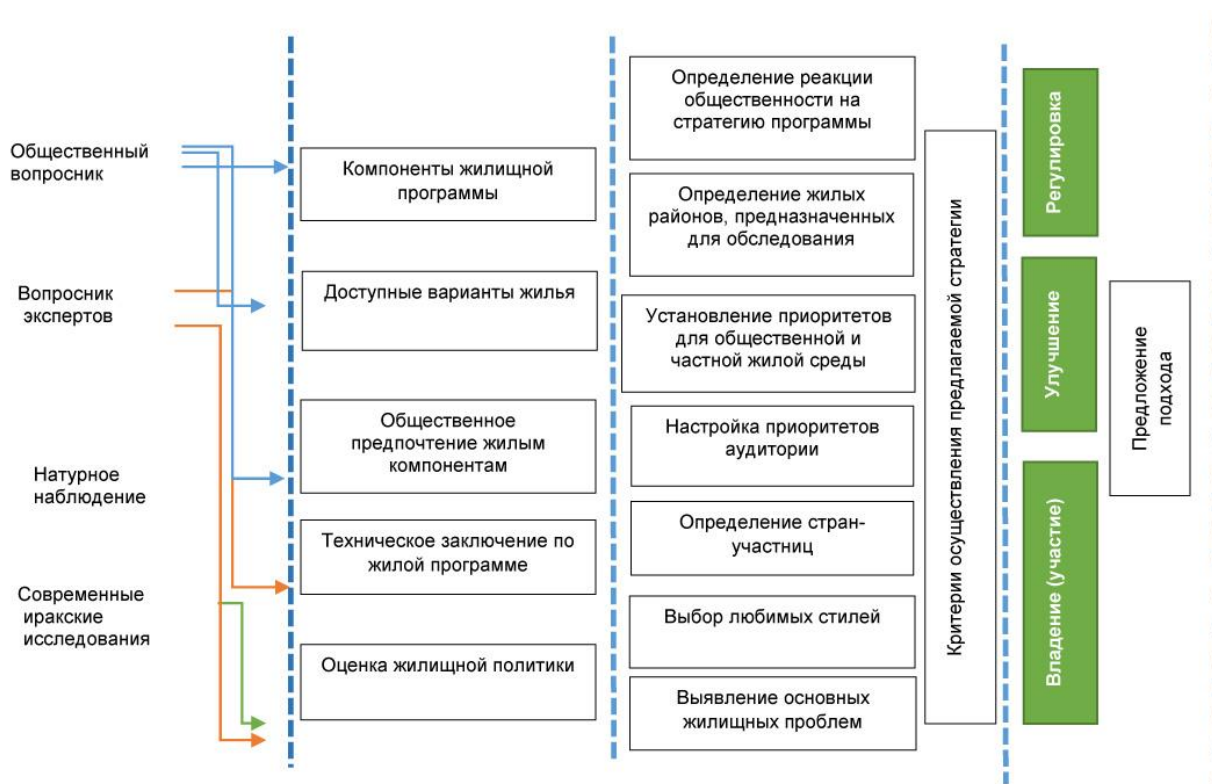 Общественный
вопросник
Вопросник
экспертов
Натурное
наблюдение
Современные
иракские
исследования
Компоненты жилищной
программы
Доступные варианты жилья
Общественное
предпочтение жилым
компонентам
Техническое заключение по
жилой программе
Оценка жилищной политики
Определение реакции
общественности на
стратегию программы
Определение жилых
районов, предназначенных
для обследования
Установление приоритетов
для общественной и
частной жилой среды
Настройка приоритетов
аудитории
Определение стран-
участниц
Выбор любимых стилей
Выявление основных
жилищных проблем
Критерии осуществления предлагаемой стратегии
Регулировка
Улучшение
Владение (участие)
Предложение
подхода